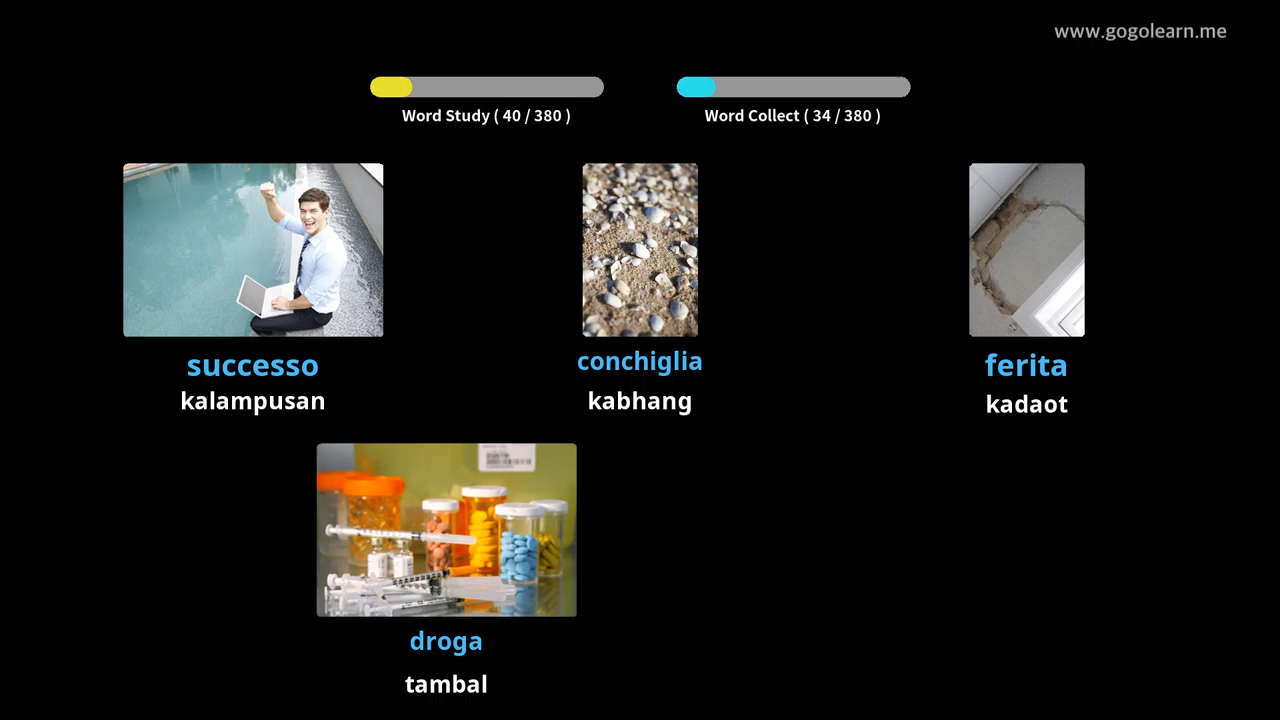 www.gogolearn.me
Word Study ( 40 / 380 )
Word Collect ( 34 / 380 )
successo
kalampusan
conchiglia
kabhang
ferita
kadaot
droga
tambal